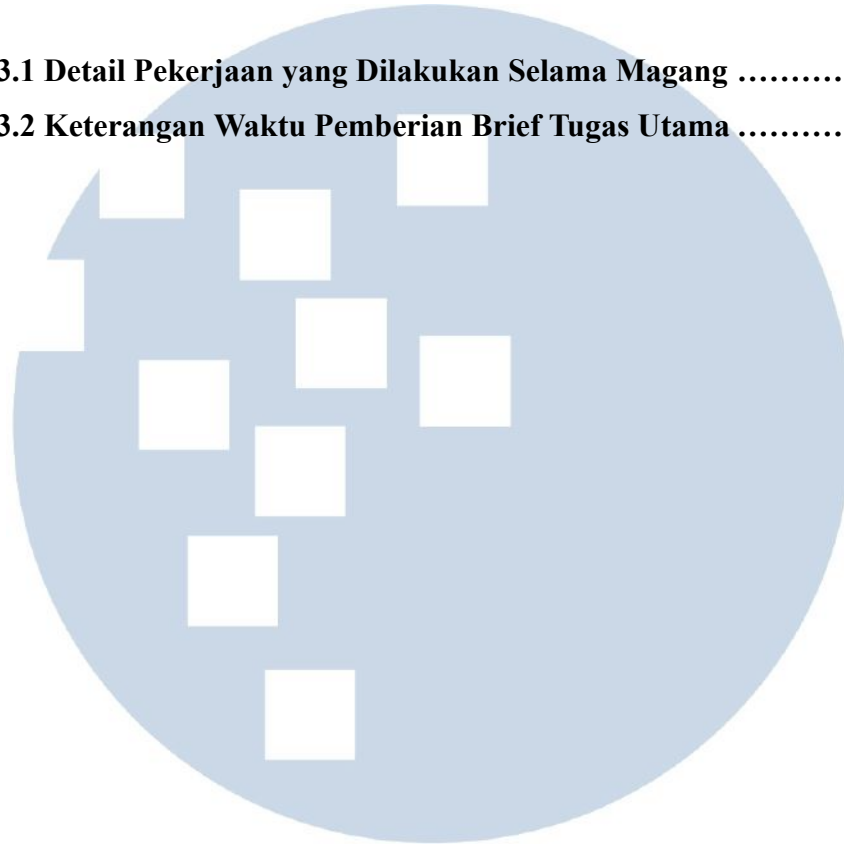 3.1 Detail Pekerjaan yang Dilakukan Selama Magang ...........
3.2 Keterangan Waktu Pemberian Brief Tugas Utama ...........